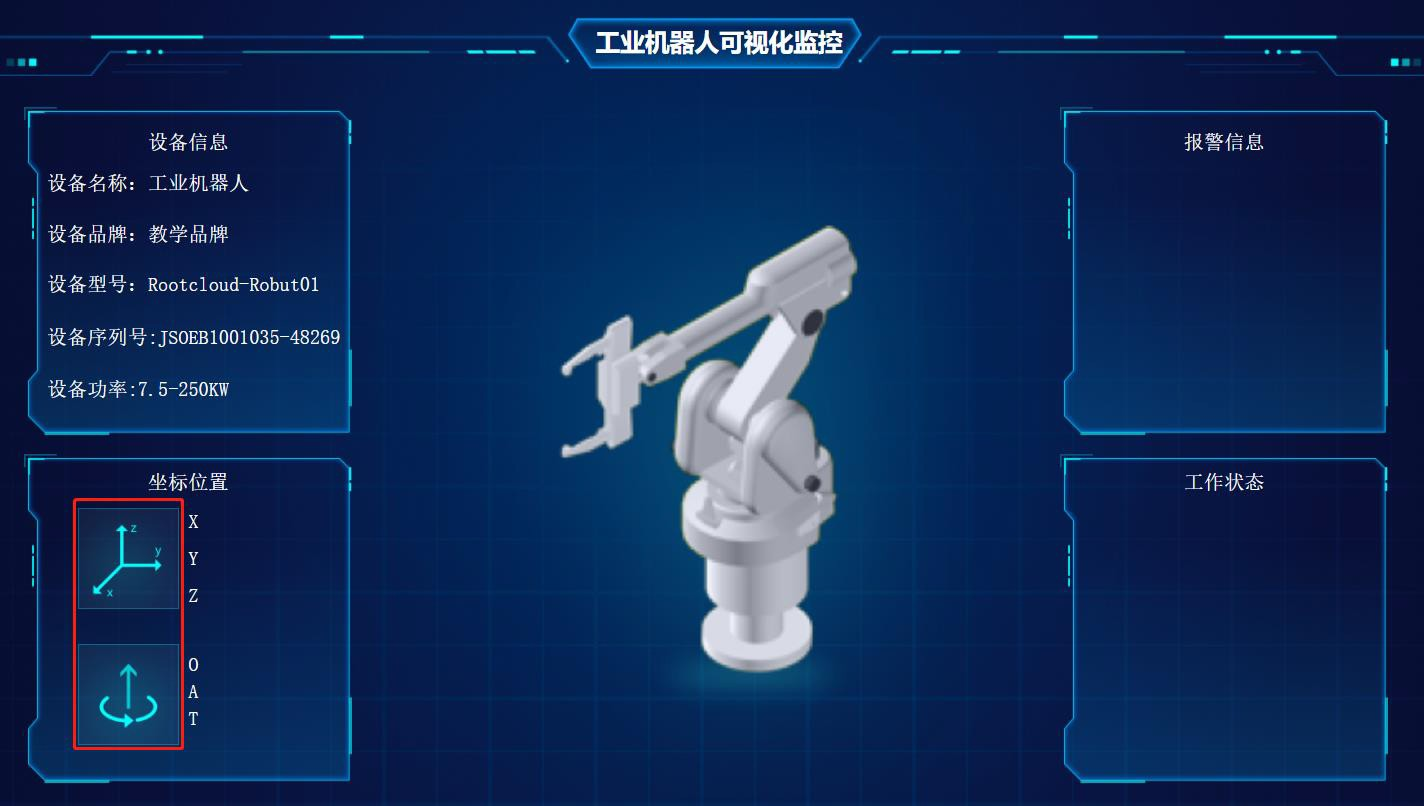 工业机器人可视化监控
设备信息
设备名称：工业机器人
设备品牌：教学品牌
设备型号：Rootcloud-Robut01
设备序列号:JSOEB1001035-48269
设备功率:7.5-250KW
坐标位置
z
y
x
X
Y
Z
O
A
T
报警信息
工作状态